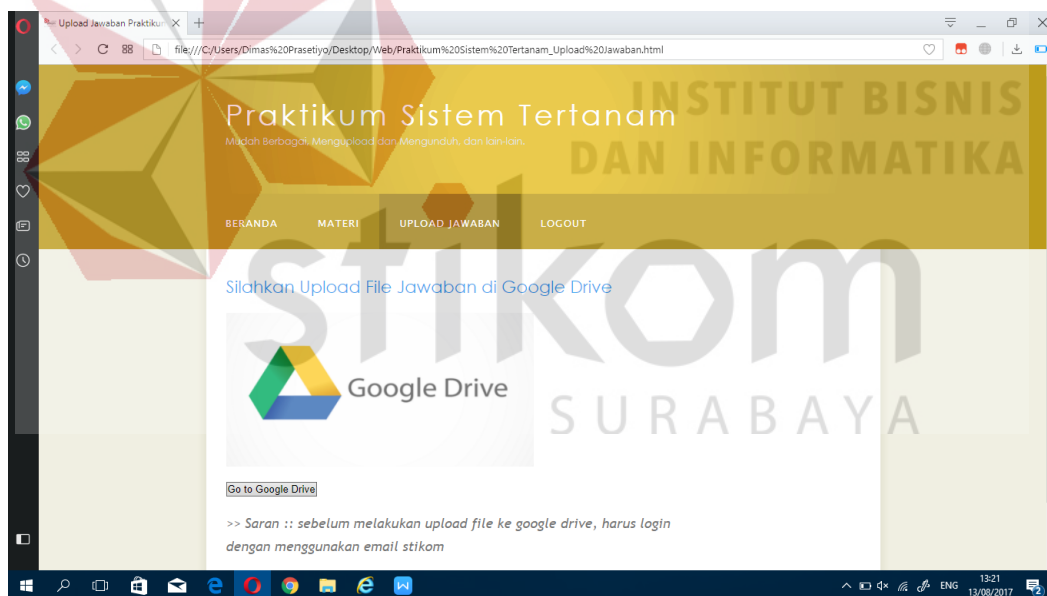 Upload Jawaban Praktikur
file:///C:/Users/Dimas%20Prasetiyo/Desktop/Web/Praktikum%20Sistem%20Tertanam_Upload%20Jawaban.html
INSTITUT BISNIS
DAN INFORMATIKA
Praktikum Sistem Tertanam
Mudah Berbagai, Mengupload dan Mengunduh, dan lain-lain.
BERANDA MATERI UPLOAD JAWABAN LOGOUT
stikom
SURABAYA
Silahkan Upload File Jawaban di Google Drive
Google Drive
Go to Google Drive
>> Saran :: sebelum melakukan upload file ke google drive, harus login
dengan menggunakan email stikom
ENG
13:21
13/08/2017
2